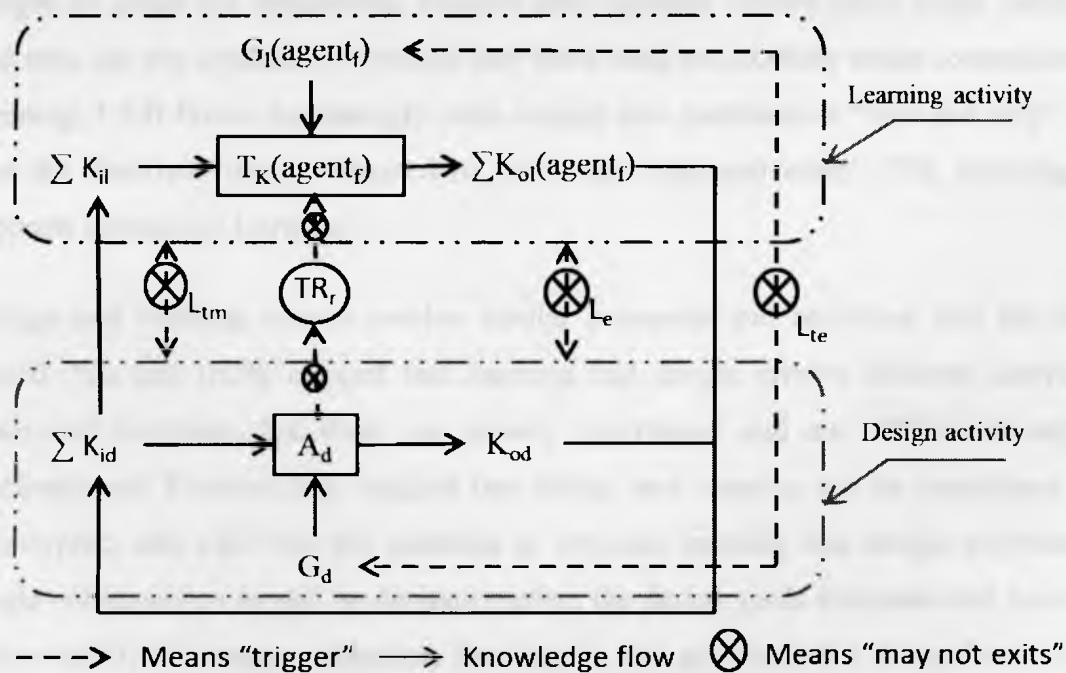 G_l(agent_f)
Learning activity
∑ K_il
T_K(agent_f)
∑K_ol(agent_f)
L_tm
TR_r
L_e
L_te
∑ K_id
A_d
K_od
Design activity
G_d
Means “trigger”
Knowledge flow
Means “may not exits”